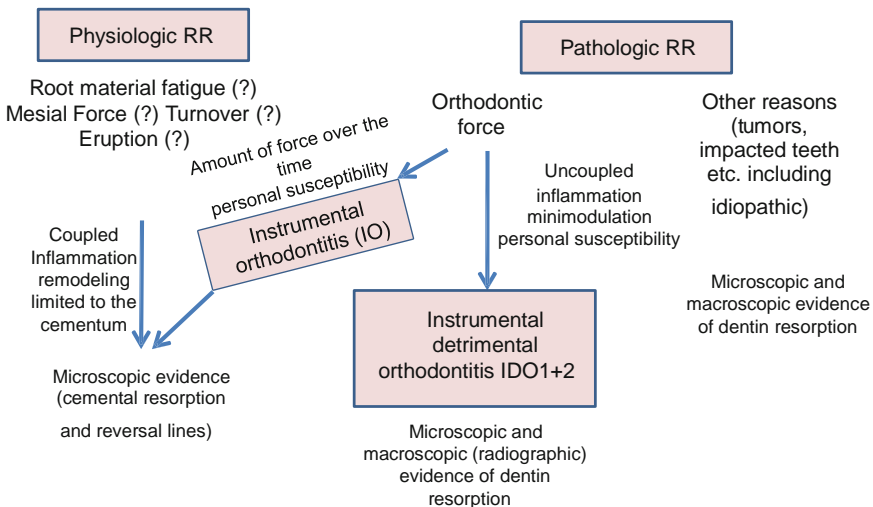 Physiologic RR
Pathologic RR
Root material fatigue (?)
Mesial Force (?) Turnover (?)
Eruption (?)
Amount of force over the
time
personal susceptibility
Orthodontic
force
Other reasons
(tumors,
impacted teeth
etc. including
idiopathic)
Instrumental
orthodontitis (IO)
Uncoupled
inflammation
minimodulation
personal susceptibility
Coupled
Inflammation
remodeling
limited to the
cementum
Microscopic and
macroscopic evidence
of dentin resorption
Instrumental
detrimental
orthodontitis IDO1+2
Microscopic evidence
(cemental resorption
and reversal lines)
Microscopic and
macroscopic (radiographic)
evidence of dentin
resorption